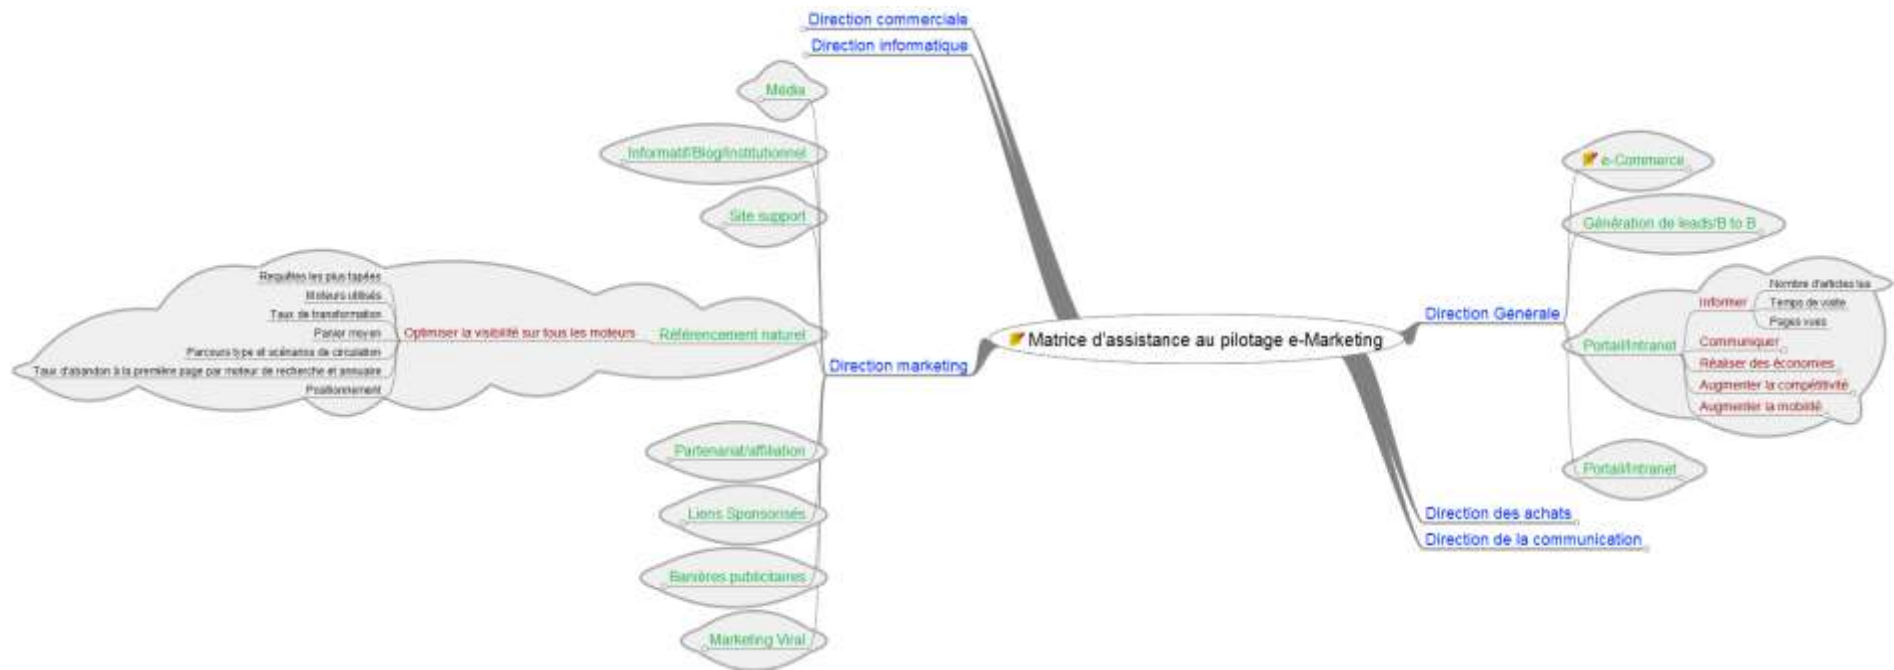 Direction commerciale
Direction informatique
Média
Informatif/Blog/Institutionnel
Site support
Requêtes les plus tapées
Moteurs utilisés
Taux de transformation
Panier moyen
Parcours type et scénarios de circulation
Taux d'abandon à la première page par moteur de recherche et annuaire
Positionnement
Optimiser la visibilité sur tous les moteurs
Référencement naturel
Direction marketing
Partenariat/affiliation
Liens Sponsorisés
Banières publicitaires
Marketing Viral
Matrice d'assistance au pilotage e-Marketing
e-Commerce
Génération de leads/B to B
Direction Générale
Portail/Intranet
Informer
Nombre d'articles lus
Temps de visite
Pages vues
Communiquer
Réaliser des économies
Augmenter la compétitivité
Augmenter la mobilité
Portail/Intranet
Direction des achats
Direction de la communication